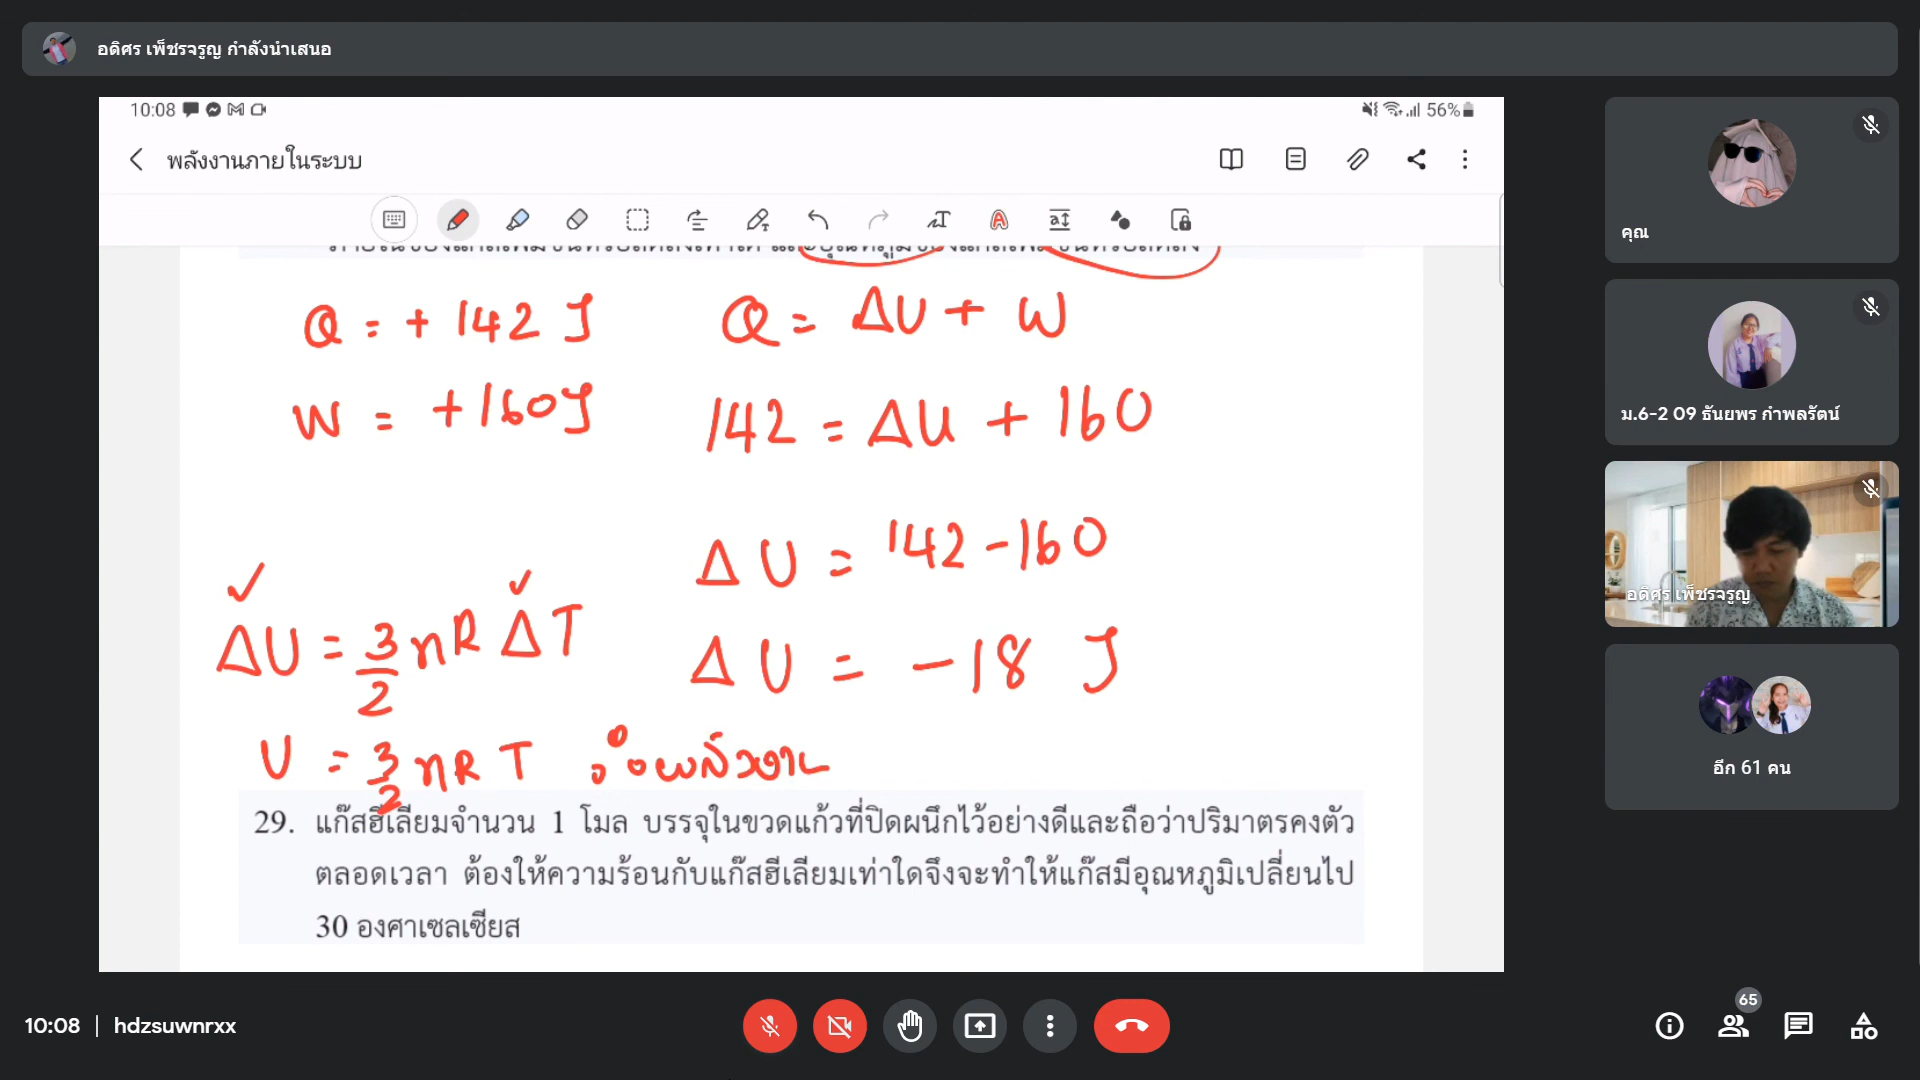 อดิศร เพ็ชรจรูญ กำลังนำเสนอ
10:08
56%
พลังงานภายในระบบ
Q = + 142 J
Q = ΔU + W
W = +160 J
142 = ΔU + 160
ΔU = 142 - 160
ΔU = 3/2 nR ΔT
ΔU = -18 J
U = 3/2 nRT
29. แก๊สฮีเลียมจำนวน 1 โมล บรรจุในขวดแก้วที่ปิดผนึกไว้อย่างดีและถือว่าปริมาตรคงตัว
ตลอดเวลา ต้องให้ความร้อนกับแก๊สฮีเลียมเท่าใดจึงจะทำให้แก๊สมีอุณหภูมิเปลี่ยนไป
30 องศาเซลเซียส
คุณ
ม.6-2 09 ธันยพร กำพลรัตน์
อดิศร เพ็ชรจรูญ
อีก 61 คน
10:08 | hdzsuwnrxx
65